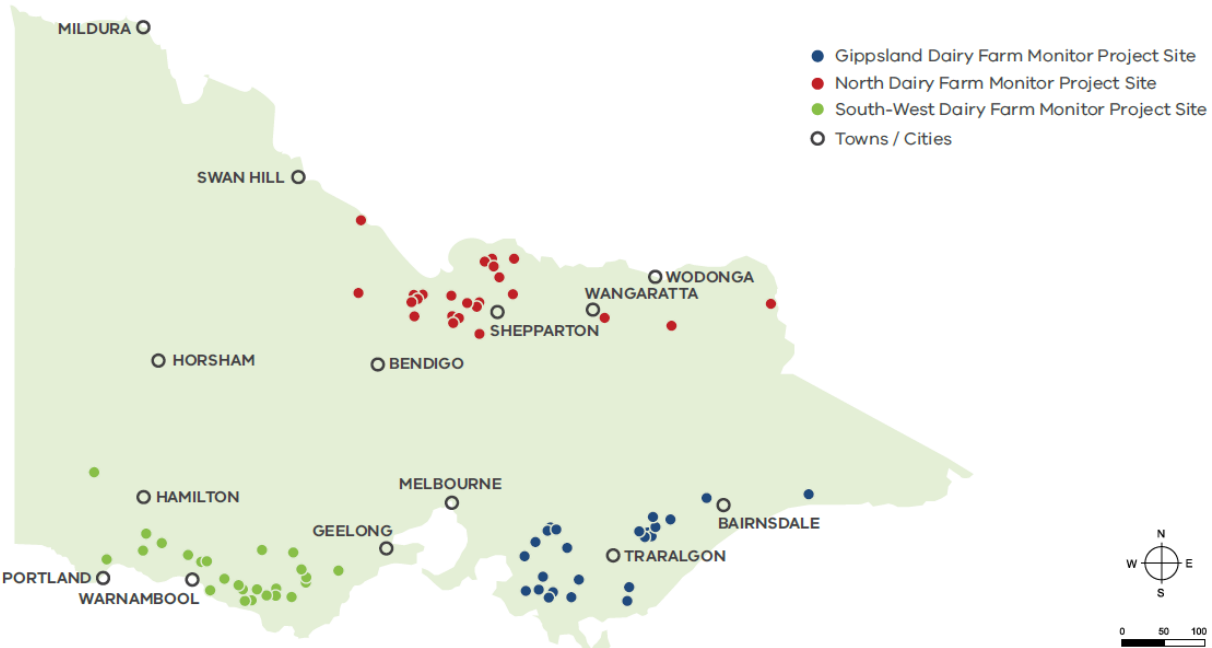 MILDURA
Gippsland Dairy Farm Monitor Project Site
North Dairy Farm Monitor Project Site
South-West Dairy Farm Monitor Project Site
Towns / Cities
SWAN HILL
WODONGA
WANGARATTA
SHEPPARTON
HORSHAM
BENDIGO
MELBOURNE
HAMILTON
BAIRNSDALE
GEELONG
TRARALGON
PORTLAND
WARNAMBOOL
N
W E
S
0 50 100